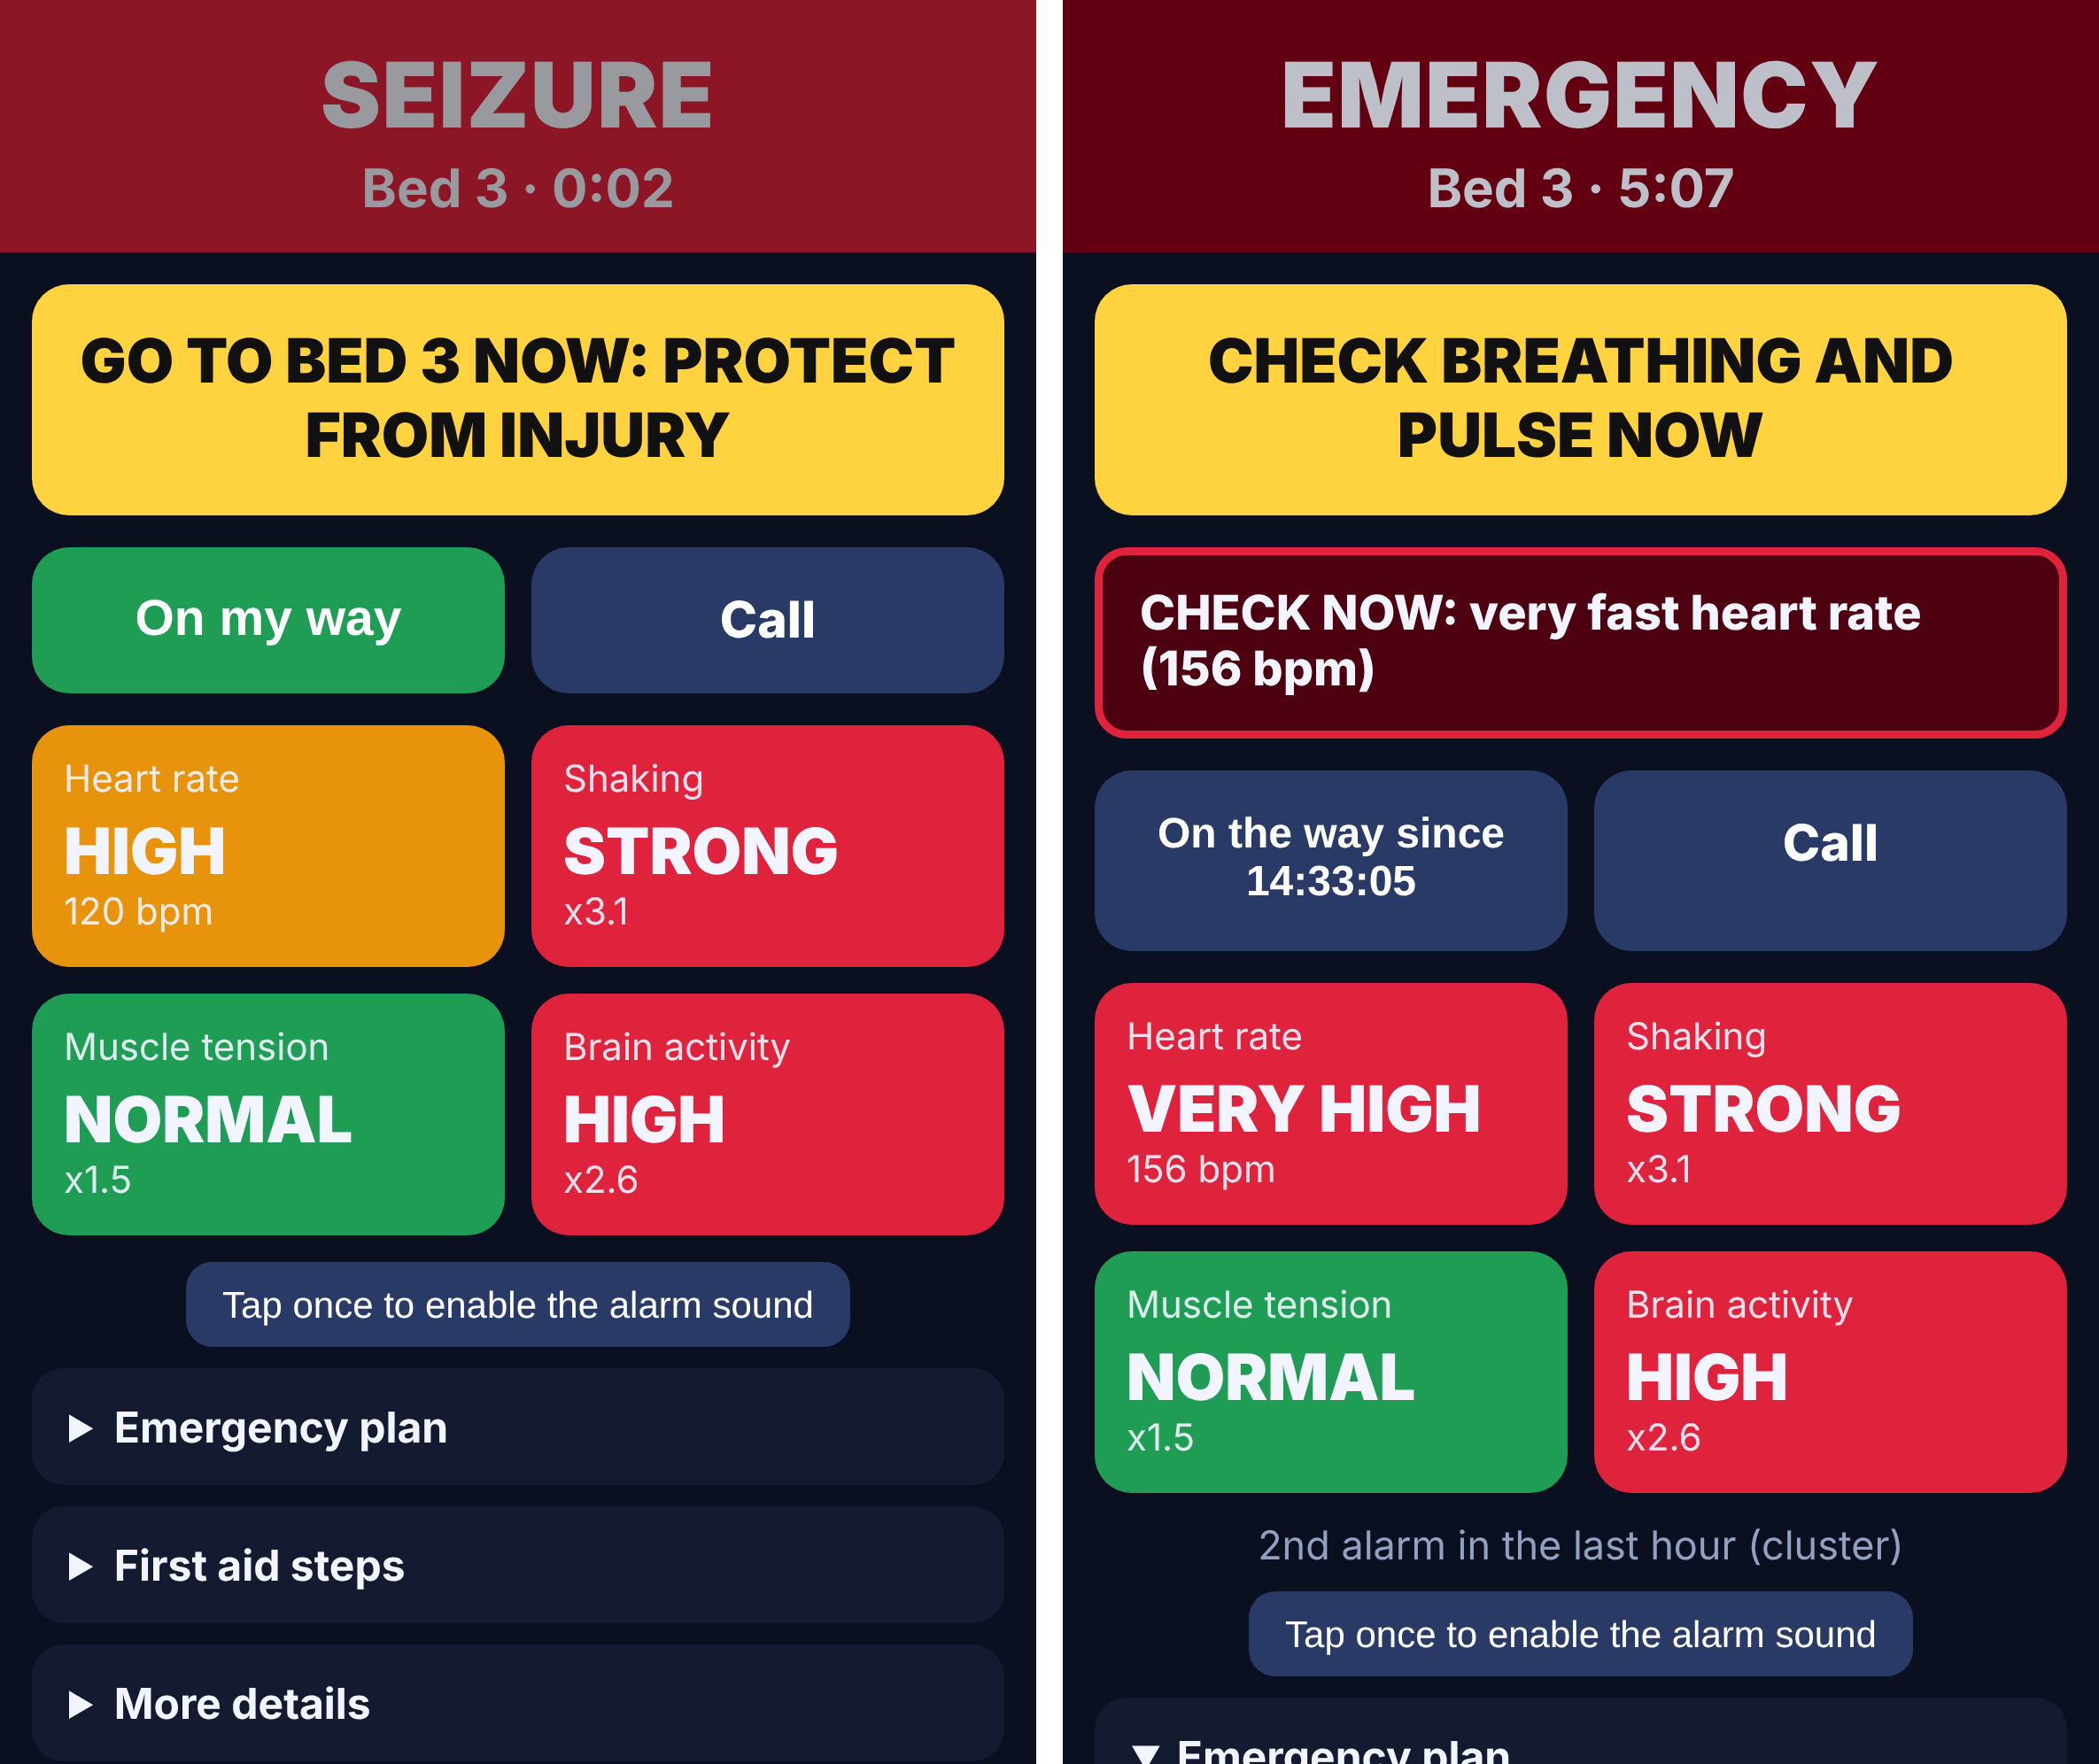 SEIZURE
Bed 3 · 0:02
GO TO BED 3 NOW: PROTECT
FROM INJURY
On my way
Call
Heart rate
HIGH
120 bpm
Shaking
STRONG
x3.1
Muscle tension
NORMAL
x1.5
Brain activity
HIGH
x2.6
Tap once to enable the alarm sound
Emergency plan
First aid steps
More details
EMERGENCY
Bed 3 · 5:07
CHECK BREATHING AND
PULSE NOW
CHECK NOW: very fast heart rate
(156 bpm)
On the way since
14:33:05
Call
Heart rate
VERY HIGH
156 bpm
Shaking
STRONG
x3.1
Muscle tension
NORMAL
x1.5
Brain activity
HIGH
x2.6
2nd alarm in the last hour (cluster)
Tap once to enable the alarm sound
Emergency plan